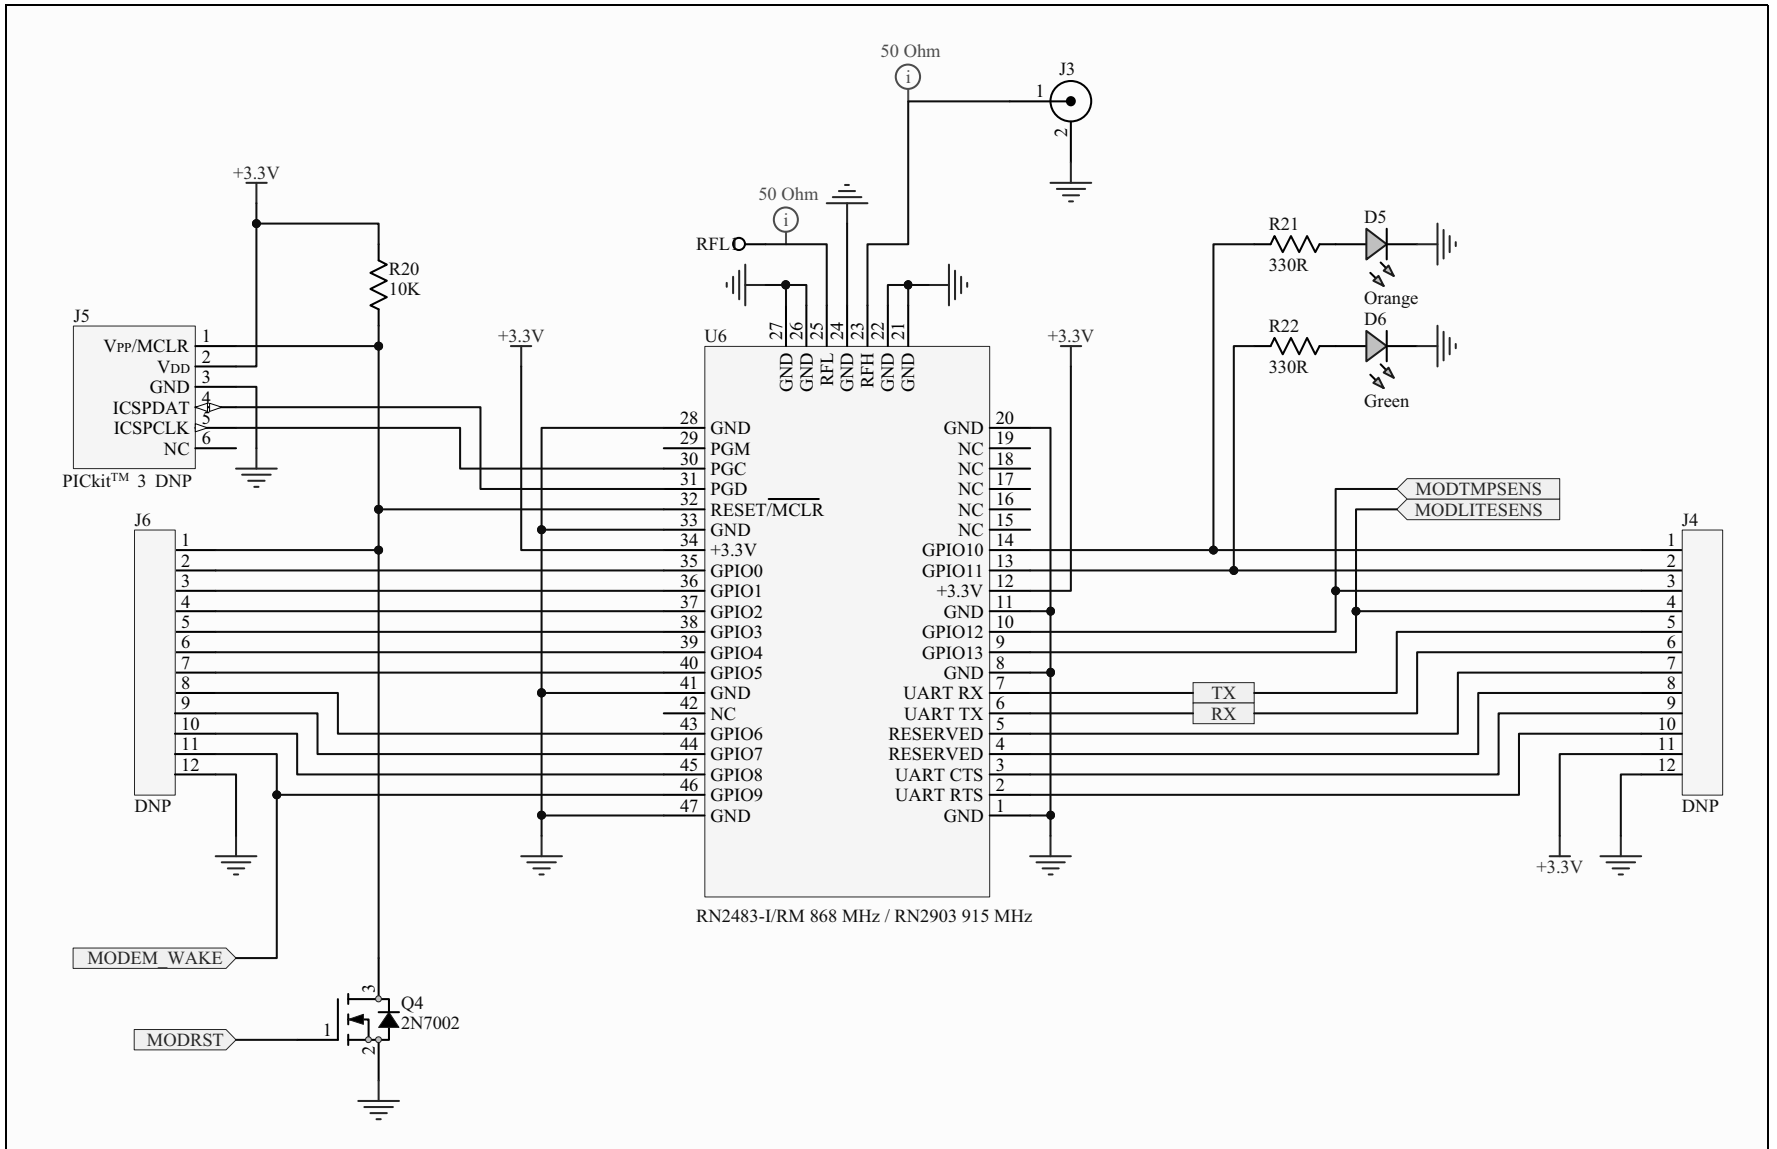 50 Ohm
i
J3
1
2
+3.3V
50 Ohm
i
RFL
R20
10K
R21
330R
D5
Orange
R22
330R
D6
Green
J5
VPP/MCLR 1
VDD 2
GND 3
ICSPDAT 4
ICSPCLK 5
NC 6
PICkit™ 3 DNP
+3.3V
U6
+3.3V
27 26 25 24 23 22 21
GND GND RFL GND RFH GND GND
28 GND
29 PGM
30 PGC
31 PGD
32 RESET/MCLR
33 GND
34 +3.3V
35 GPIO0
36 GPIO1
37 GPIO2
38 GPIO3
39 GPIO4
40 GPIO5
41 GND
42 NC
43 GPIO6
44 GPIO7
45 GPIO8
46 GPIO9
47 GND
GND 20
NC 19
NC 18
NC 17
NC 16
NC 15
GPIO10 14
GPIO11 13
+3.3V 12
GND 11
GPIO12 10
GPIO13 9
GND 8
UART RX 7
UART TX 6
RESERVED 5
RESERVED 4
UART CTS 3
UART RTS 2
GND 1
RN2483-I/RM 868 MHz / RN2903 915 MHz
TX
RX
MODTMPSENS
MODLITESENS
J6
1
2
3
4
5
6
7
8
9
10
11
12
DNP
J4
1
2
3
4
5
6
7
8
9
10
11
12
DNP
+3.3V
MODEM_WAKE
MODRST
1
3
2
Q4
2N7002